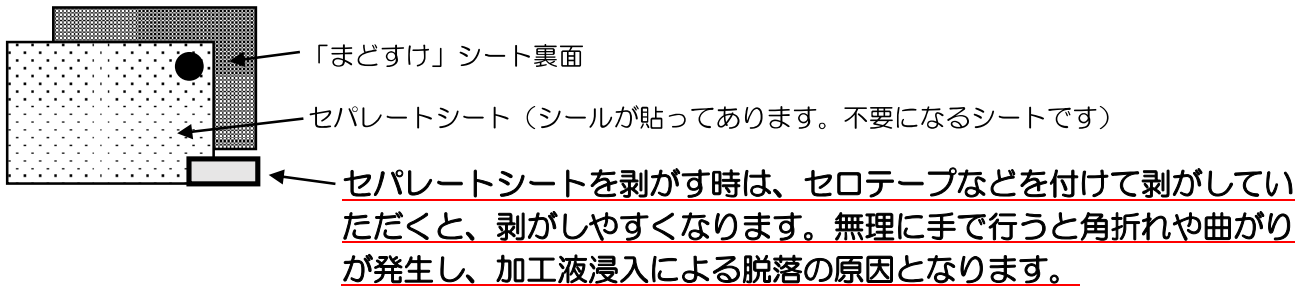 「まどすけ」シート裏面
セパレートシート（シールが貼ってあります。不要になるシートです）
セパレートシートを剥がす時は、セロテープなどを付けて剥がしてい
ただくと、剥がしやすくなります。無理に手で行うと角折れや曲がり
が発生し、加工液浸入による脱落の原因となります。